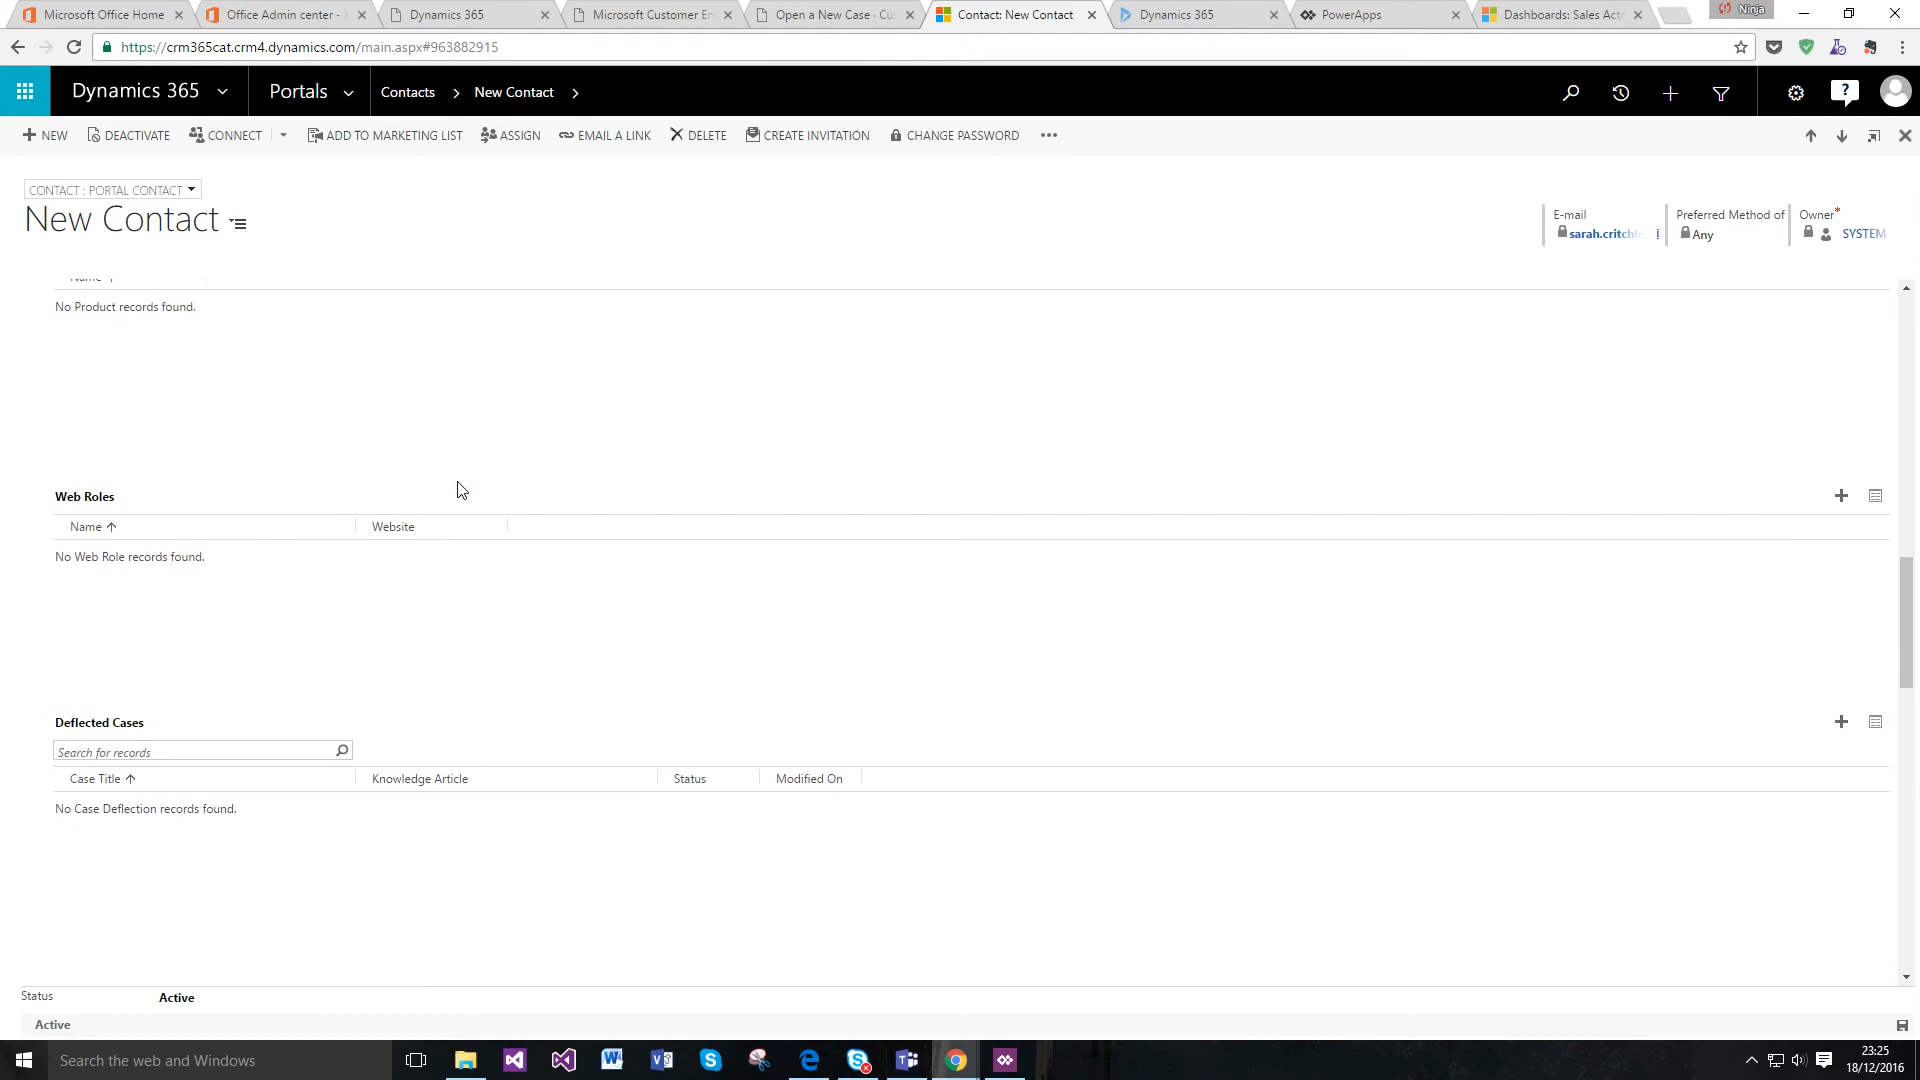 Microsoft Office Home
Office Admin center -
Dynamics 365
Microsoft Customer En
Open a New Case · Cu
Contact: New Contact
Dynamics 365
PowerApps
Dashboards: Sales Acti
Ninja
https://crm365cat.crm4.dynamics.com/main.aspx#963882915
Dynamics 365
Portals
Contacts
New Contact
NEW
DEACTIVATE
CONNECT
ADD TO MARKETING LIST
ASSIGN
EMAIL A LINK
DELETE
CREATE INVITATION
CHANGE PASSWORD
CONTACT : PORTAL CONTACT
New Contact
E-mail
sarah.critchl
Preferred Method of
Any
Owner*
SYSTEM
Name
No Product records found.
Web Roles
Name
Website
No Web Role records found.
Deflected Cases
Search for records
Case Title
Knowledge Article
Status
Modified On
No Case Deflection records found.
Status
Active
Active
Search the web and Windows
23:25
18/12/2016